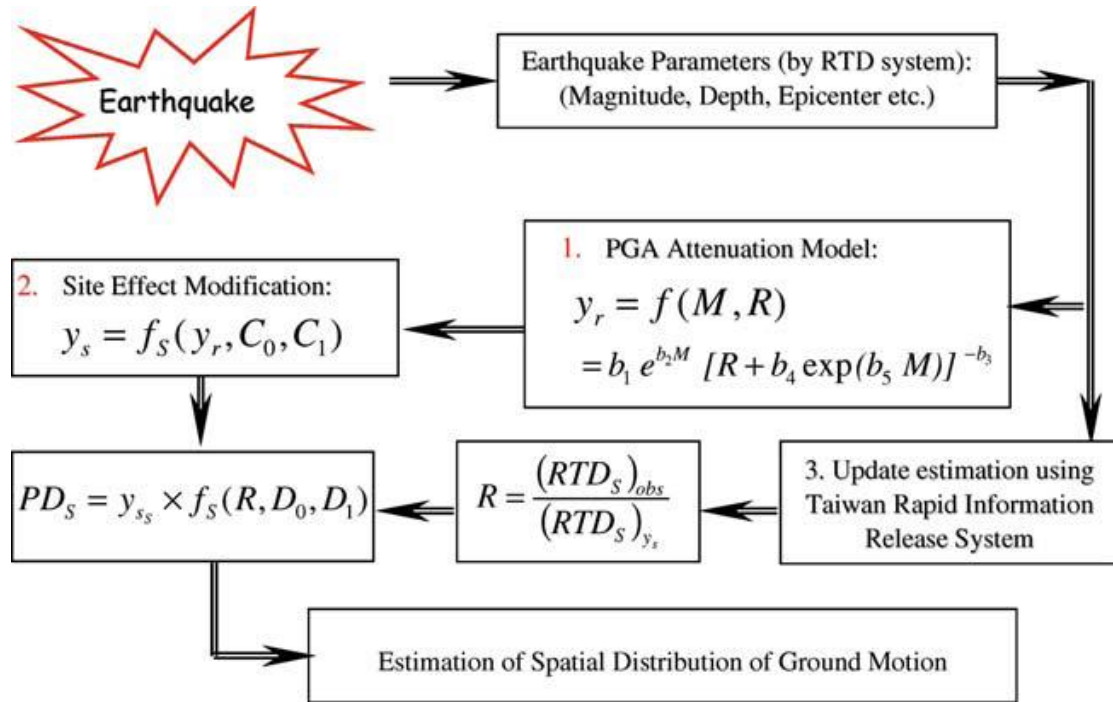 Earthquake
Earthquake Parameters (by RTD system):
(Magnitude, Depth, Epicenter etc.)
1. PGA Attenuation Model:
y_r = f(M, R)
= b_1 e^{b_2 M} [R + b_4 exp(b_5 M)]^{-b_3}
2. Site Effect Modification:
y_s = f_S(y_r, C_0, C_1)
3. Update estimation using
Taiwan Rapid Information
Release System
R = (RTD_S)_{obs} / (RTD_S)_{y_s}
PD_S = y_{s_S} × f_S(R, D_0, D_1)
Estimation of Spatial Distribution of Ground Motion